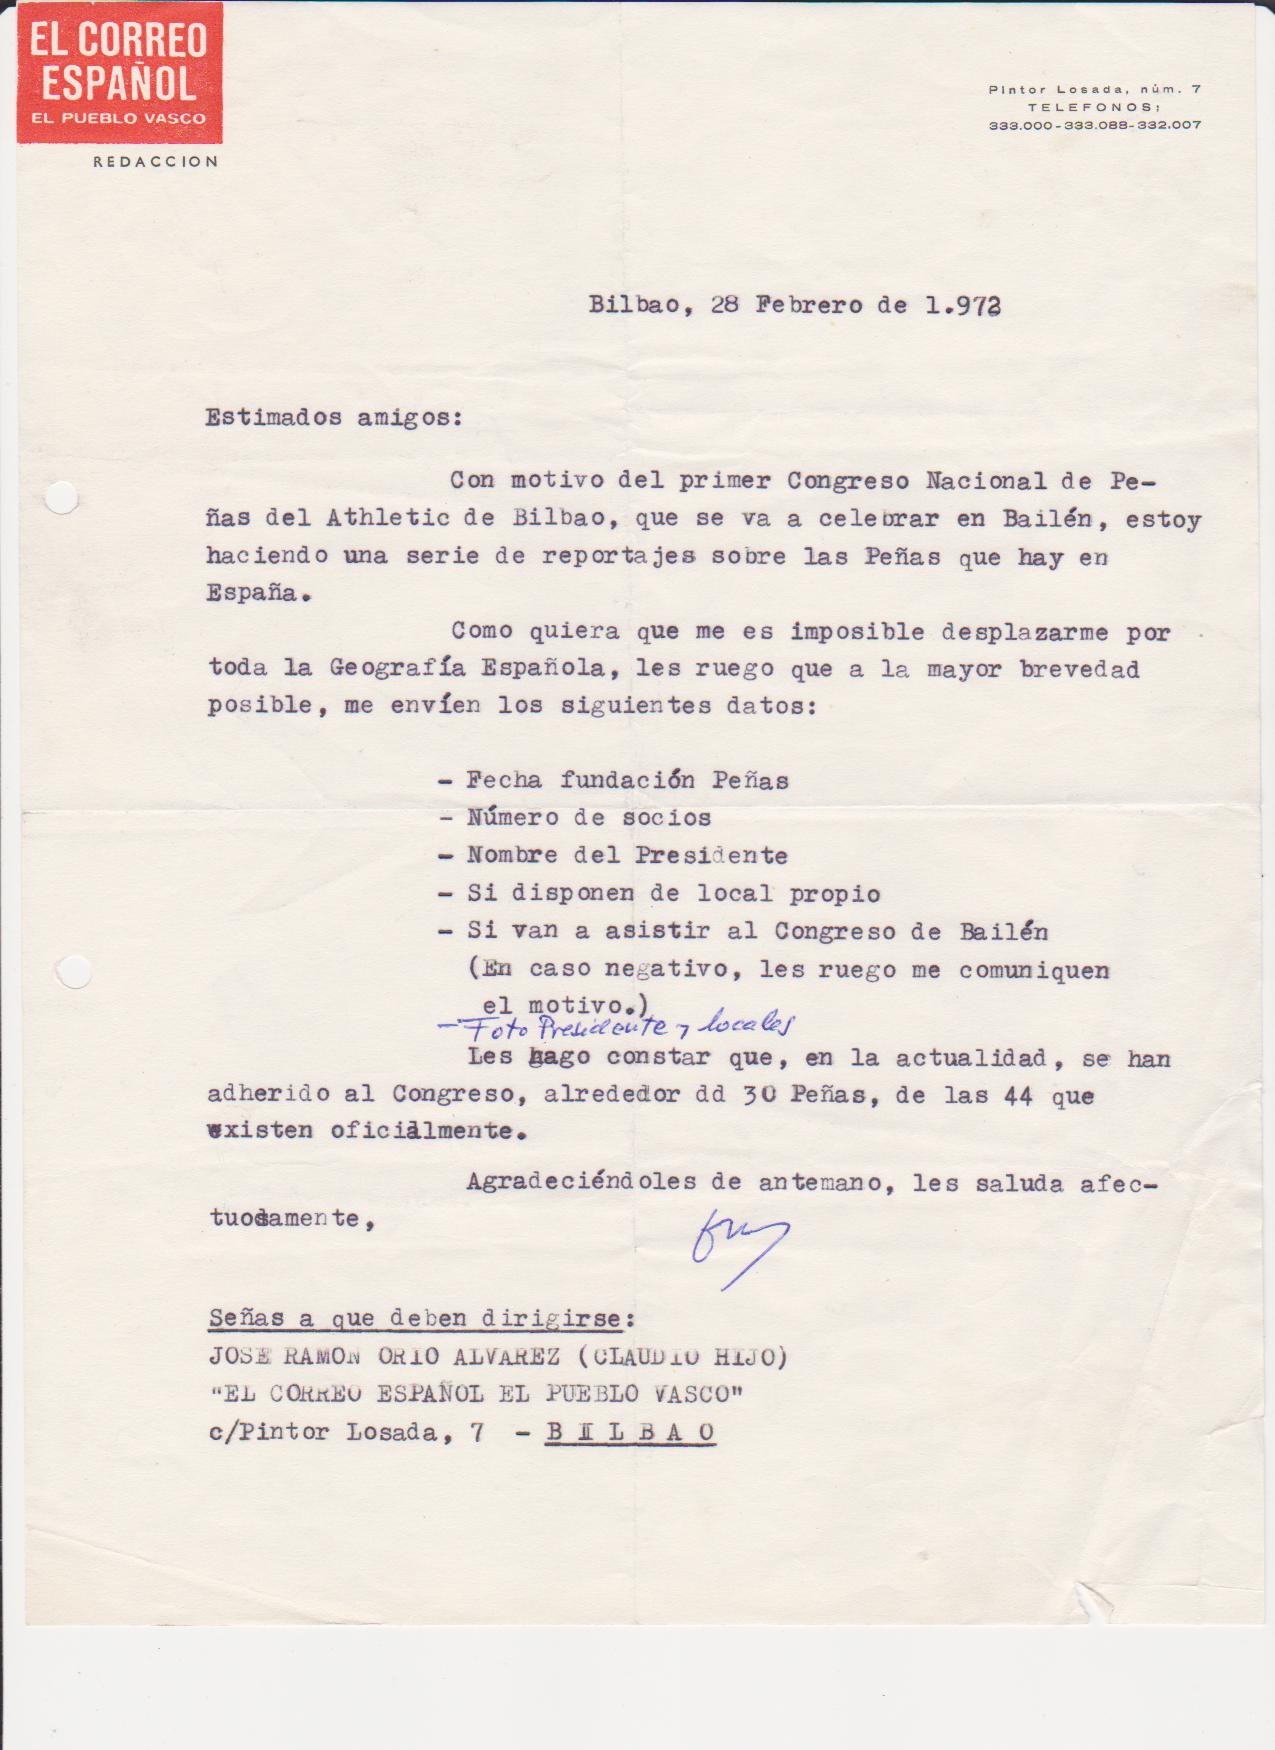 EL CORREO
ESPAÑOL
EL PUEBLO VASCO
REDACCION
Pintor Losada, núm. 7
TELEFONOS:
333.000-333.088-332.007
Bilbao, 28 Febrero de 1.972
Estimados amigos:
Con motivo del primer Congreso Nacional de Pe-
ñas del Athletic de Bilbao, que se va a celebrar en Bailén, estoy
haciendo una serie de reportajes sobre las Peñas que hay en
España.
Como quiera que me es imposible desplazarme por
toda la Geografía Española, les ruego que a la mayor brevedad
posible, me envíen los siguientes datos:
- Fecha fundación Peñas
- Número de socios
- Nombre del Presidente
- Si disponen de local propio
- Si van a asistir al Congreso de Bailén
(En caso negativo, les ruego me comuniquen
el motivo.)
- Foto Presidente y locales
Les hago constar que, en la actualidad, se han
adherido al Congreso, alrededor dd 30 Peñas, de las 44 que
existen oficialmente.
Agradeciéndoles de antemano, les saluda afec-
tuosamente,
Señas a que deben dirigirse:
JOSE RAMON ORIO ALVAREZ (CLAUDIO HIJO)
"EL CORREO ESPAÑOL EL PUEBLO VASCO"
c/Pintor Losada, 7 - B I L B A O